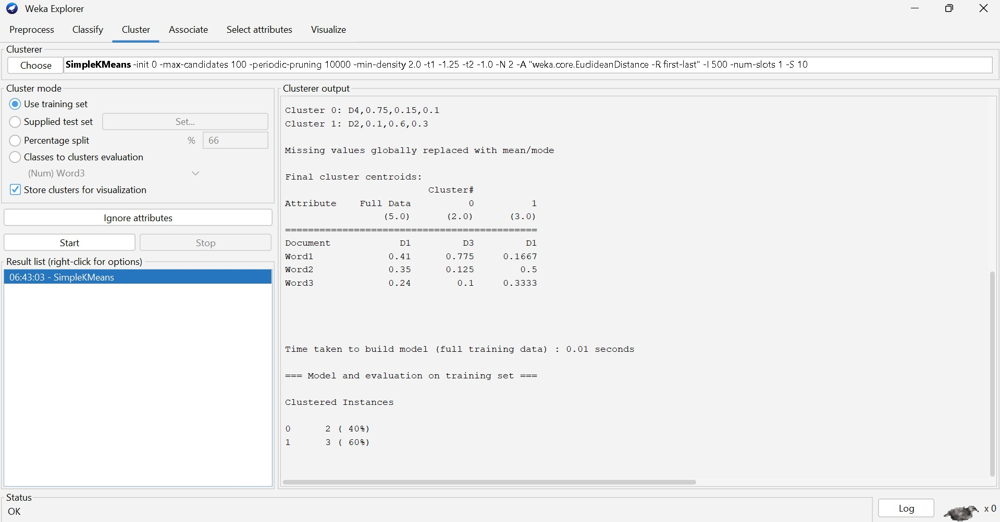 Weka Explorer
Preprocess Classify Cluster Associate Select attributes Visualize
Clusterer
Choose SimpleKMeans -init 0 -max-candidates 100 -periodic-pruning 10000 -min-density 2.0 -t1 -1.25 -t2 -1.0 -N 2 -A "weka.core.EuclideanDistance -R first-last" -I 500 -num-slots 1 -S 10
Cluster mode
Use training set
Supplied test set Set...
Percentage split % 66
Classes to clusters evaluation
(Num) Word3
Store clusters for visualization
Ignore attributes
Start Stop
Result list (right-click for options)
06:43:03 - SimpleKMeans
Clusterer output
Cluster 0: D4,0.75,0.15,0.1
Cluster 1: D2,0.1,0.6,0.3
Missing values globally replaced with mean/mode
Final cluster centroids:
Cluster#
Attribute Full Data 0 1
(5.0) (2.0) (3.0)
============================================
Document D1 D3 D1
Word1 0.41 0.775 0.1667
Word2 0.35 0.125 0.5
Word3 0.24 0.1 0.3333
Time taken to build model (full training data) : 0.01 seconds
=== Model and evaluation on training set ===
Clustered Instances
0 2 ( 40%)
1 3 ( 60%)
Status
OK
Log x 0